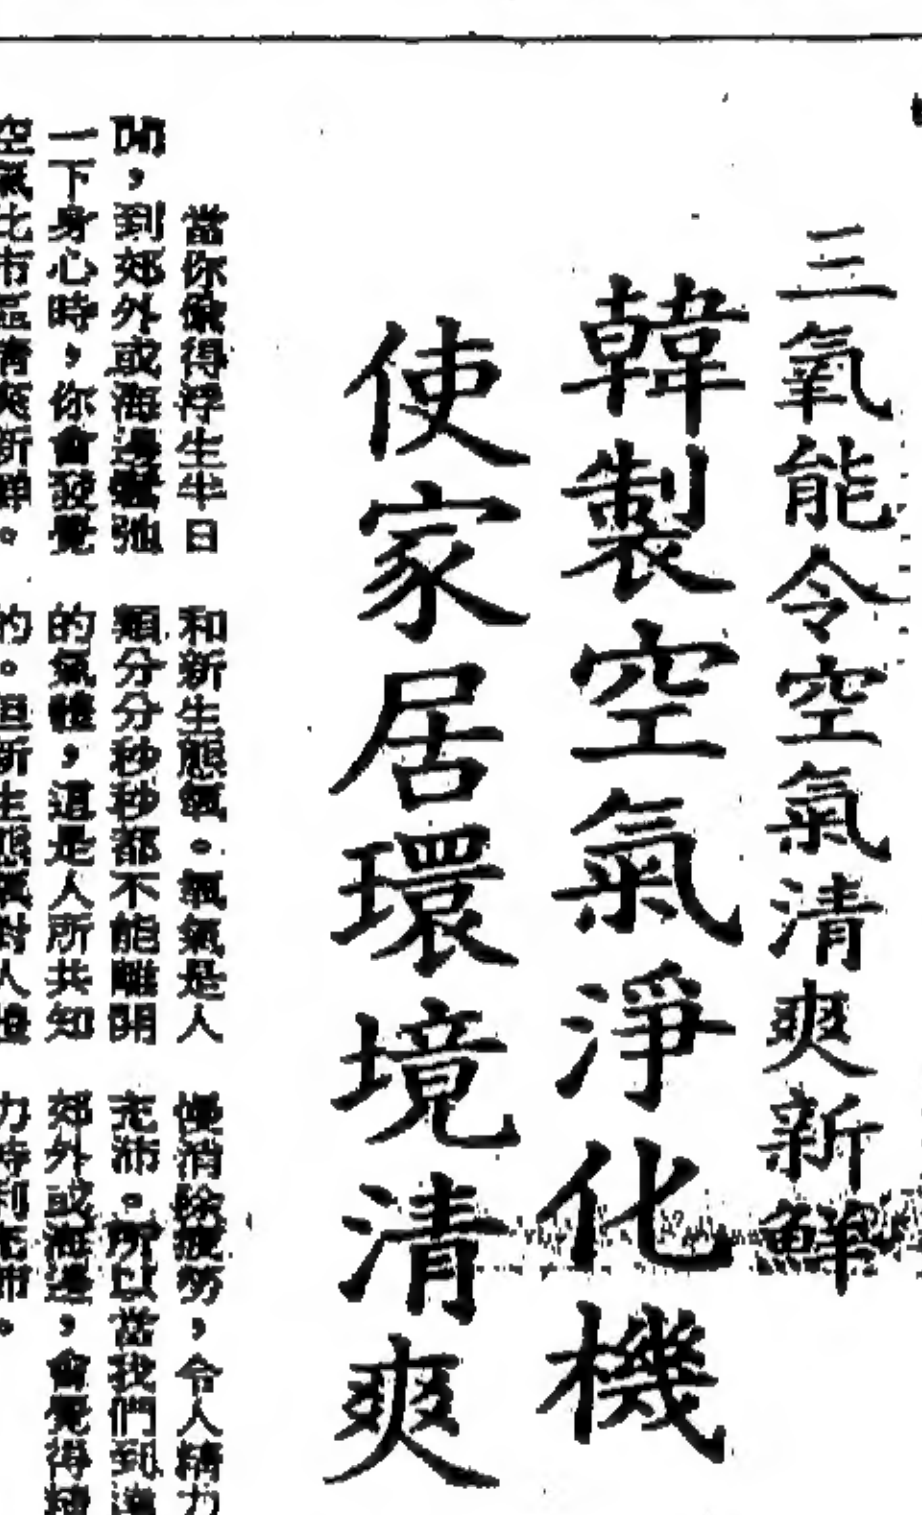 三氧能令空氣清爽新鮮
韓製空氣淨化機
使家居環境清爽
當你偷得浮生半日
閒，到郊外或海邊鬆弛
一下身心時，你會發覺
空氣比市區清爽新鮮。
和新生態氧。氧氣是人
類分分秒秒都不能離開
的氣體，這是人所共知
的。但新生態氧對人體
慢消除疲勞，令人精力
充沛。所以當我們到
郊外或海邊，會覺得精
力特別充沛。